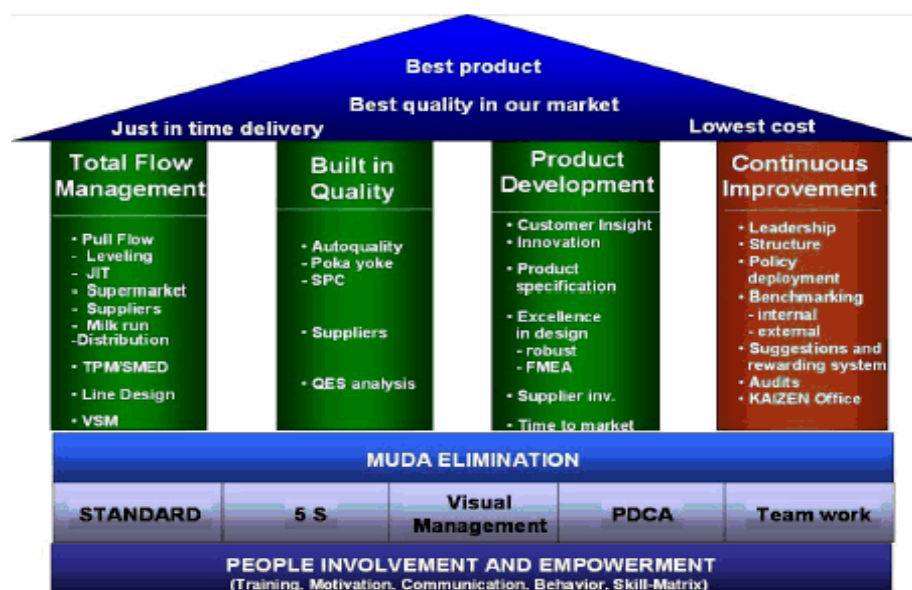 Best product
Best quality in our market
Just in time delivery
Lowest cost
Total Flow
Management
• Pull Flow
- Leveling
- JIT
- Supermarket
- Suppliers
- Milk run
-Distribution
• TPM/SMED
• Line Design
• VSM
Built in
Quality
• Autoquality
- Poka yoke
- SPC
• Suppliers
• QES analysis
Product
Development
• Customer Insight
• Innovation
• Product
specification
• Excellence
in design
- robust
- FMEA
• Supplier inv.
• Time to market
Continuous
Improvement
• Leadership
• Structure
• Policy
deployment
• Benchmarking
- internal
- external
• Suggestions and
rewarding system
• Audits
• KAIZEN Office
MUDA ELIMINATION
STANDARD
5 S
Visual
Management
PDCA
Team work
PEOPLE INVOLVEMENT AND EMPOWERMENT
(Training, Motivation, Communication, Behavior, Skill-Matrix)